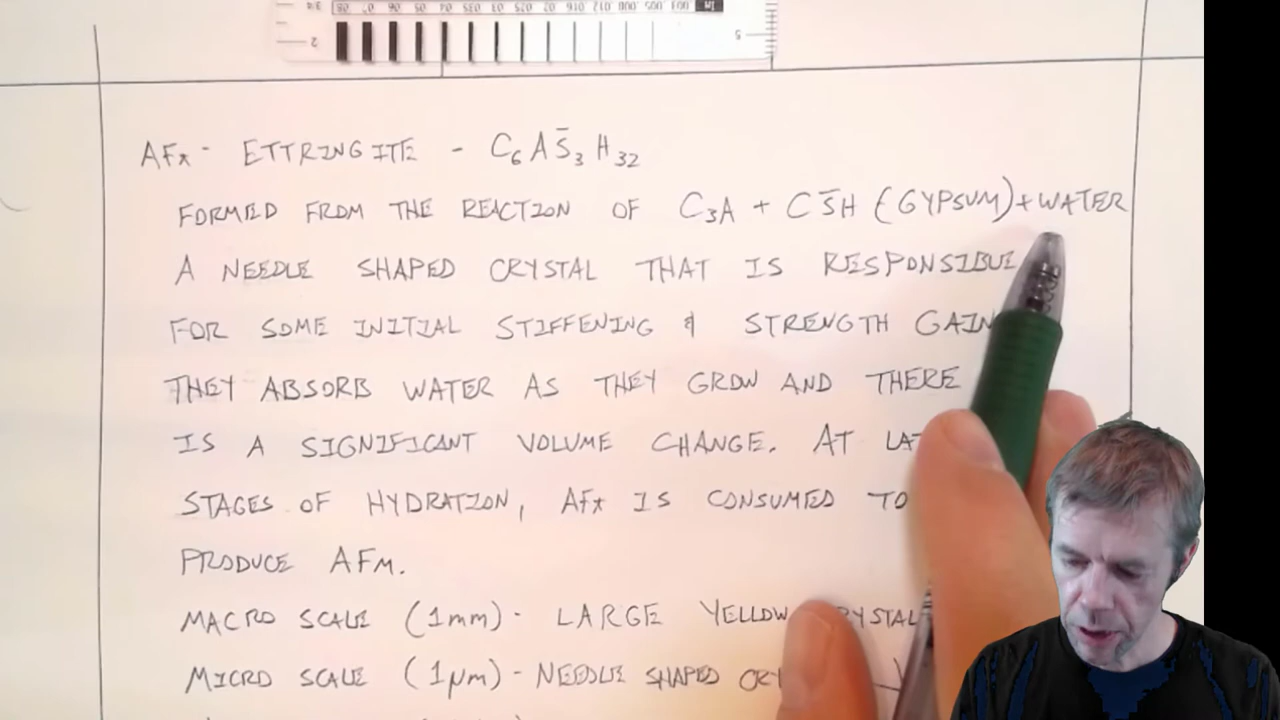 AFx - ETTRINGITE - C₆AS̄₃H₃₂
FORMED FROM THE REACTION OF C₃A + CS̄H (GYPSUM)+WATER
A NEEDLE SHAPED CRYSTAL THAT IS RESPONSIBLE
FOR SOME INITIAL STIFFENING & STRENGTH GAIN
THEY ABSORB WATER AS THEY GROW AND THERE
IS A SIGNIFICANT VOLUME CHANGE. AT
STAGES OF HYDRATION, AFx IS CONSUMED TO
PRODUCE AFm.
MACRO SCALE (1mm) - LARGE YELLOW
MICRO SCALE (1μm) - NEEDLE SHAPED